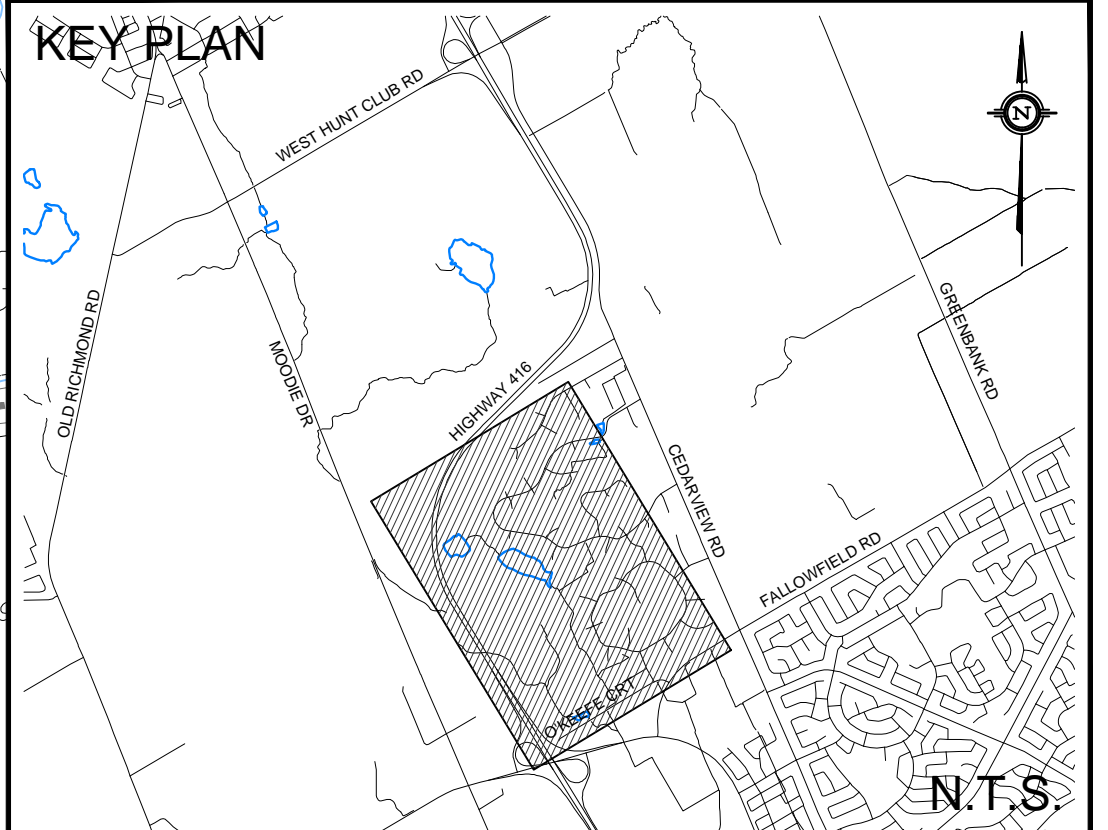 KEY PLAN
WEST HUNT CLUB RD
N
OLD RICHMOND RD
MOODIE DR
HIGHWAY 416
GREENBANK RD
CEDARVIEW RD
FALLOWFIELD RD
O'KEEFE CRT
N.T.S.